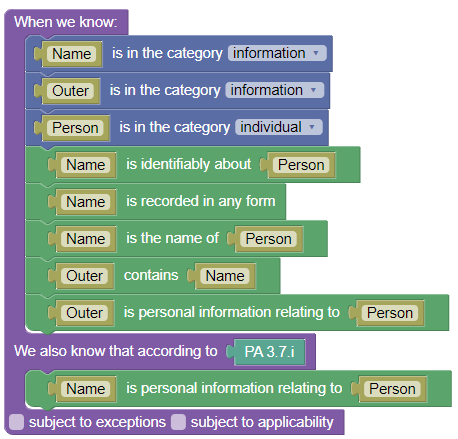 When we know:
Name is in the category information
Outer is in the category information
Person is in the category individual
Name is identifiably about Person
Name is recorded in any form
Name is the name of Person
Outer contains Name
Outer is personal information relating to Person
We also know that according to PA 3.7.i
Name is personal information relating to Person
subject to exceptions subject to applicability